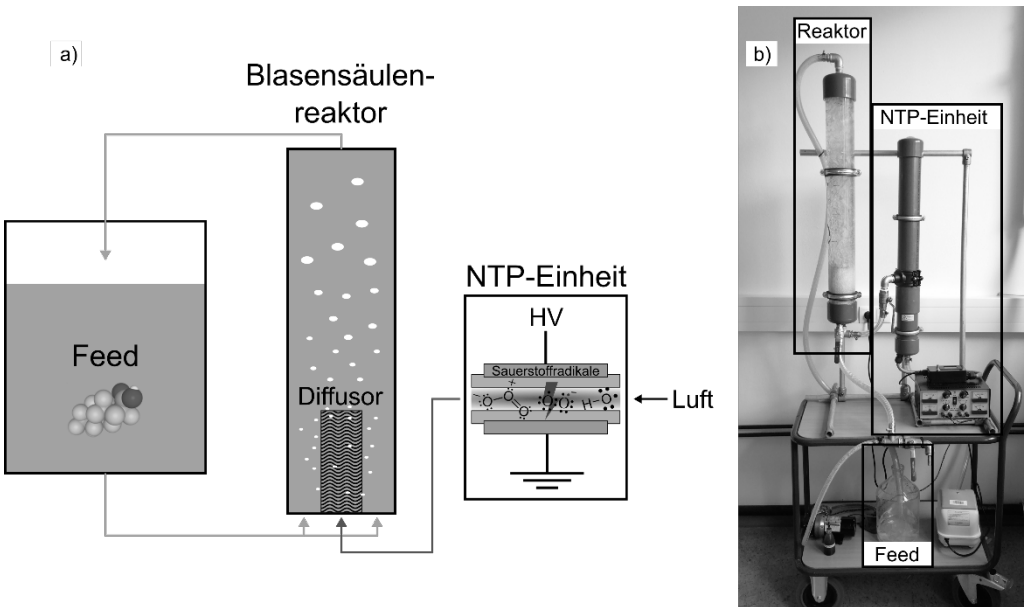 a)
Blasensäulen-
reaktor
Feed
Diffusor
NTP-Einheit
HV
Sauerstoffradikale
O
O
O
O
O
H
O
Luft
b)
Reaktor
NTP-Einheit
Feed